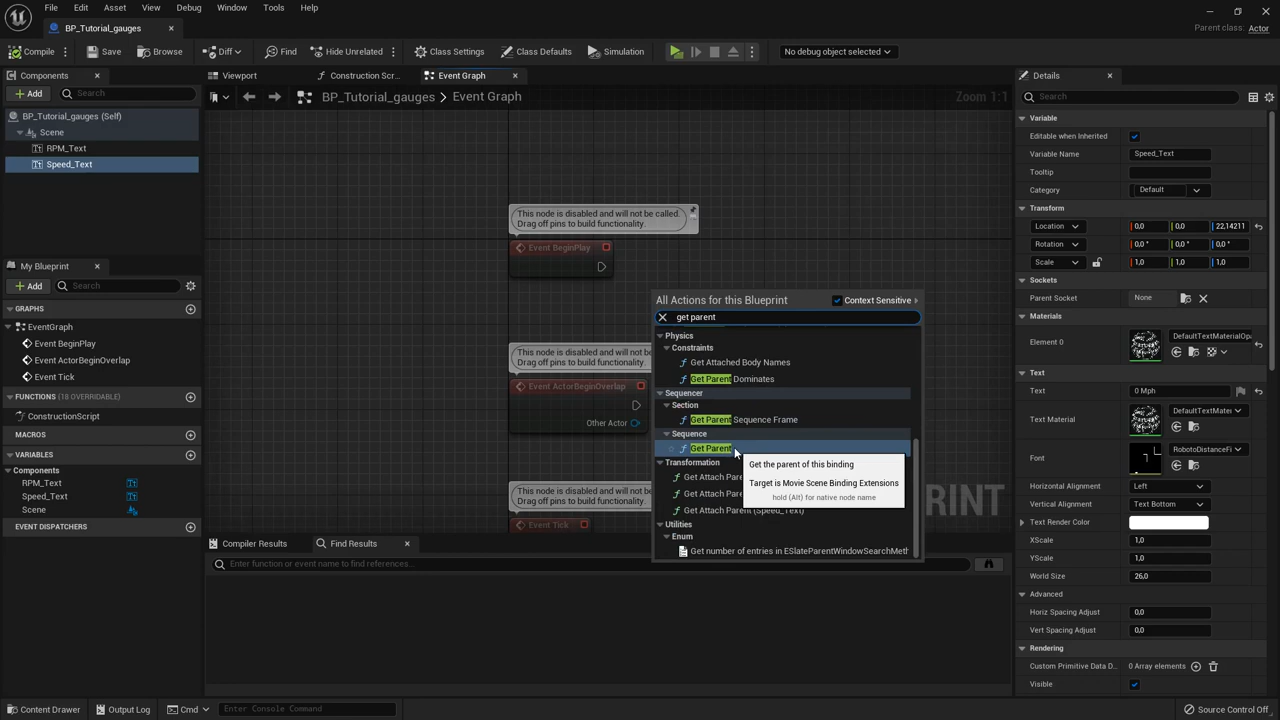 File Edit Asset View Debug Window Tools Help
BP_Tutorial_gauges
Parent class: Actor
Compile Save Browse Diff Find Hide Unrelated Class Settings Class Defaults Simulation No debug object selected
Components
Add Search
BP_Tutorial_gauges (Self)
Scene
RPM_Text
Speed_Text
My Blueprint
Add Search
GRAPHS
EventGraph
Event BeginPlay
Event ActorBeginOverlap
Event Tick
FUNCTIONS (18 OVERRIDABLE)
ConstructionScript
MACROS
VARIABLES
Components
RPM_Text
Speed_Text
Scene
EVENT DISPATCHERS
Viewport Construction Scr... Event Graph
BP_Tutorial_gauges > Event Graph Zoom 1:1
This node is disabled and will not be called.
Drag off pins to build functionality.
Event BeginPlay
This node is disabled and will not be
Drag off pins to build functionality.
Event ActorBeginOverlap
Other Actor
This node is disabled and will not be
Drag off pins to build functionality.
Event Tick
All Actions for this Blueprint Context Sensitive
get parent
Physics
Constraints
Get Attached Body Names
Get Parent Dominates
Sequencer
Section
Get Parent Sequence Frame
Sequence
Get Parent
Get the parent of this binding
Target is Movie Scene Binding Extensions
hold (Alt) for native node name
Transformation
Get Attach Pare
Get Attach Pare
Get Attach Parent (Speed_Text)
Utilities
Enum
Get number of entries in ESlateParentWindowSearchMeth
Compiler Results Find Results
Enter function or event name to find references...
Details
Search
Variable
Editable when Inherited
Variable Name Speed_Text
Tooltip
Category Default
Transform
Location 0,0 0,0 22,14211
Rotation 0,0 ° 0,0 ° 0,0 °
Scale 1,0 1,0 1,0
Sockets
Parent Socket None
Materials
Element 0 DefaultTextMaterialOpa
Text
Text 0 Mph
Text Material DefaultTextMater
Font RobotoDistanceFi
Horizontal Alignment Left
Vertical Alignment Text Bottom
Text Render Color
XScale 1,0
YScale 1,0
World Size 26,0
Advanced
Horiz Spacing Adjust 0,0
Vert Spacing Adjust 0,0
Rendering
Custom Primitive Data D... 0 Array elements
Visible
Content Drawer Output Log Cmd Enter Console Command Source Control Off